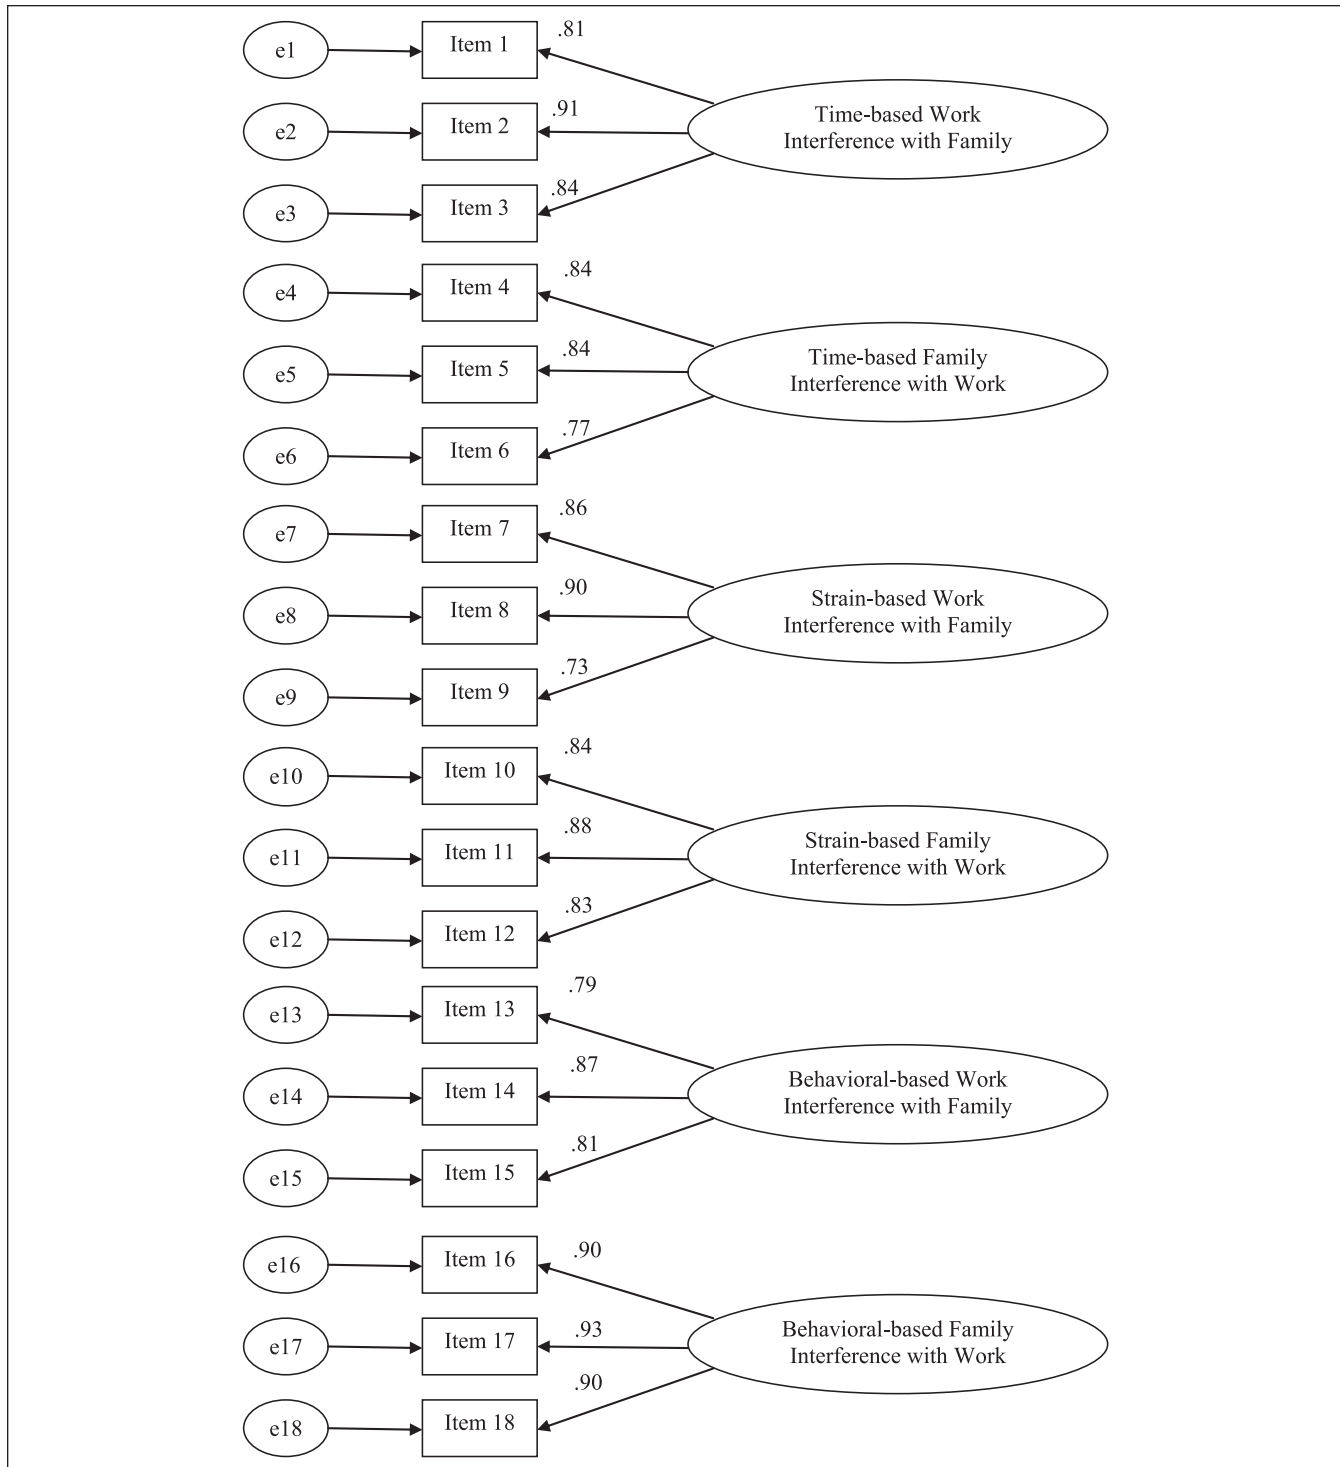 e1
Item 1
.81
e2
Item 2
.91
e3
Item 3
.84
Time-based Work
Interference with Family
e4
Item 4
.84
e5
Item 5
.84
e6
Item 6
.77
Time-based Family
Interference with Work
e7
Item 7
.86
e8
Item 8
.90
e9
Item 9
.73
Strain-based Work
Interference with Family
e10
Item 10
.84
e11
Item 11
.88
e12
Item 12
.83
Strain-based Family
Interference with Work
e13
Item 13
.79
e14
Item 14
.87
e15
Item 15
.81
Behavioral-based Work
Interference with Family
e16
Item 16
.90
e17
Item 17
.93
e18
Item 18
.90
Behavioral-based Family
Interference with Work